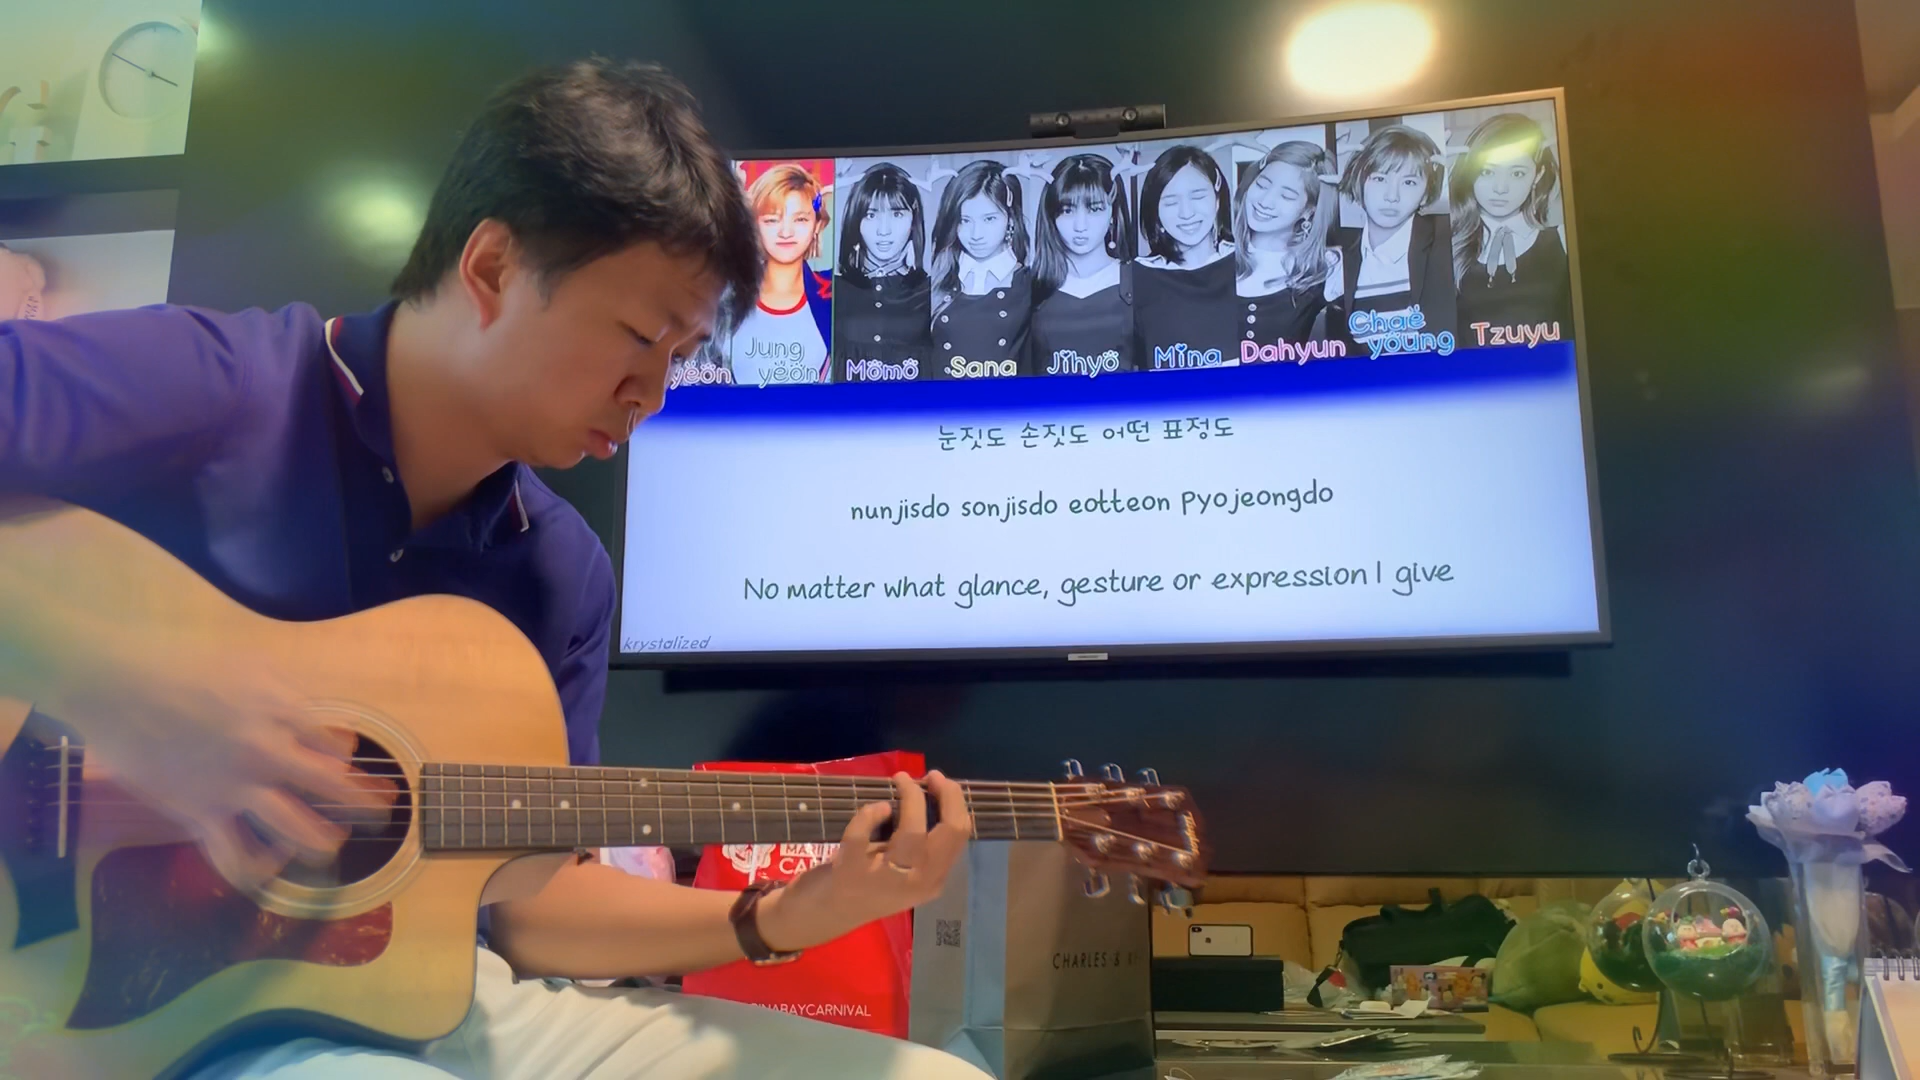 yeon
Jung
yeon
Momo
Sana
Jihyo
Mina
Dahyun
Chae
young
Tzuyu
눈짓도 손짓도 어떤 표정도
nunjisdo sonjisdo eotteon pyojeongdo
No matter what glance, gesture or expression I give
krystalized
CHARLES &
INABAYCARNIVAL